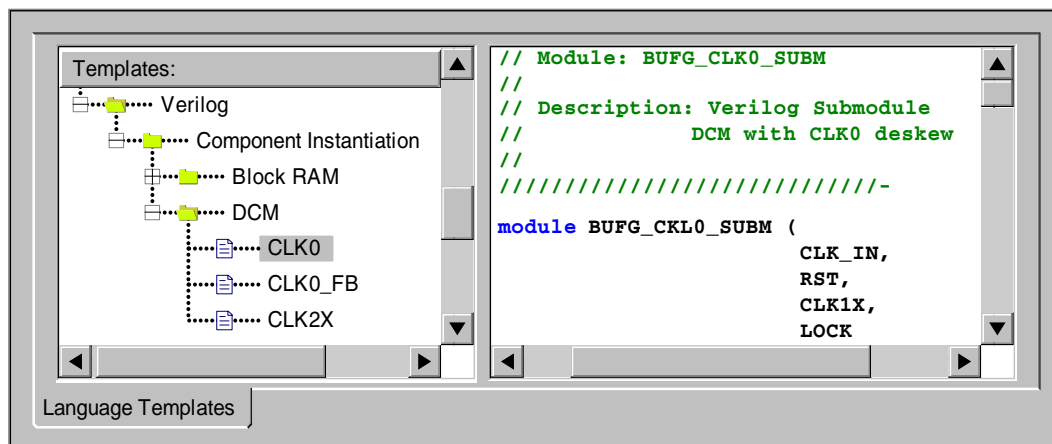 Templates:
Verilog
Component Instantiation
Block RAM
DCM
CLK0
CLK0_FB
CLK2X
// Module: BUFG_CLK0_SUBM
//
// Description: Verilog Submodule
// DCM with CLK0 deskew
//
/////////////////////////////-
module BUFG_CKL0_SUBM (
CLK_IN,
RST,
CLK1X,
LOCK
Language Templates